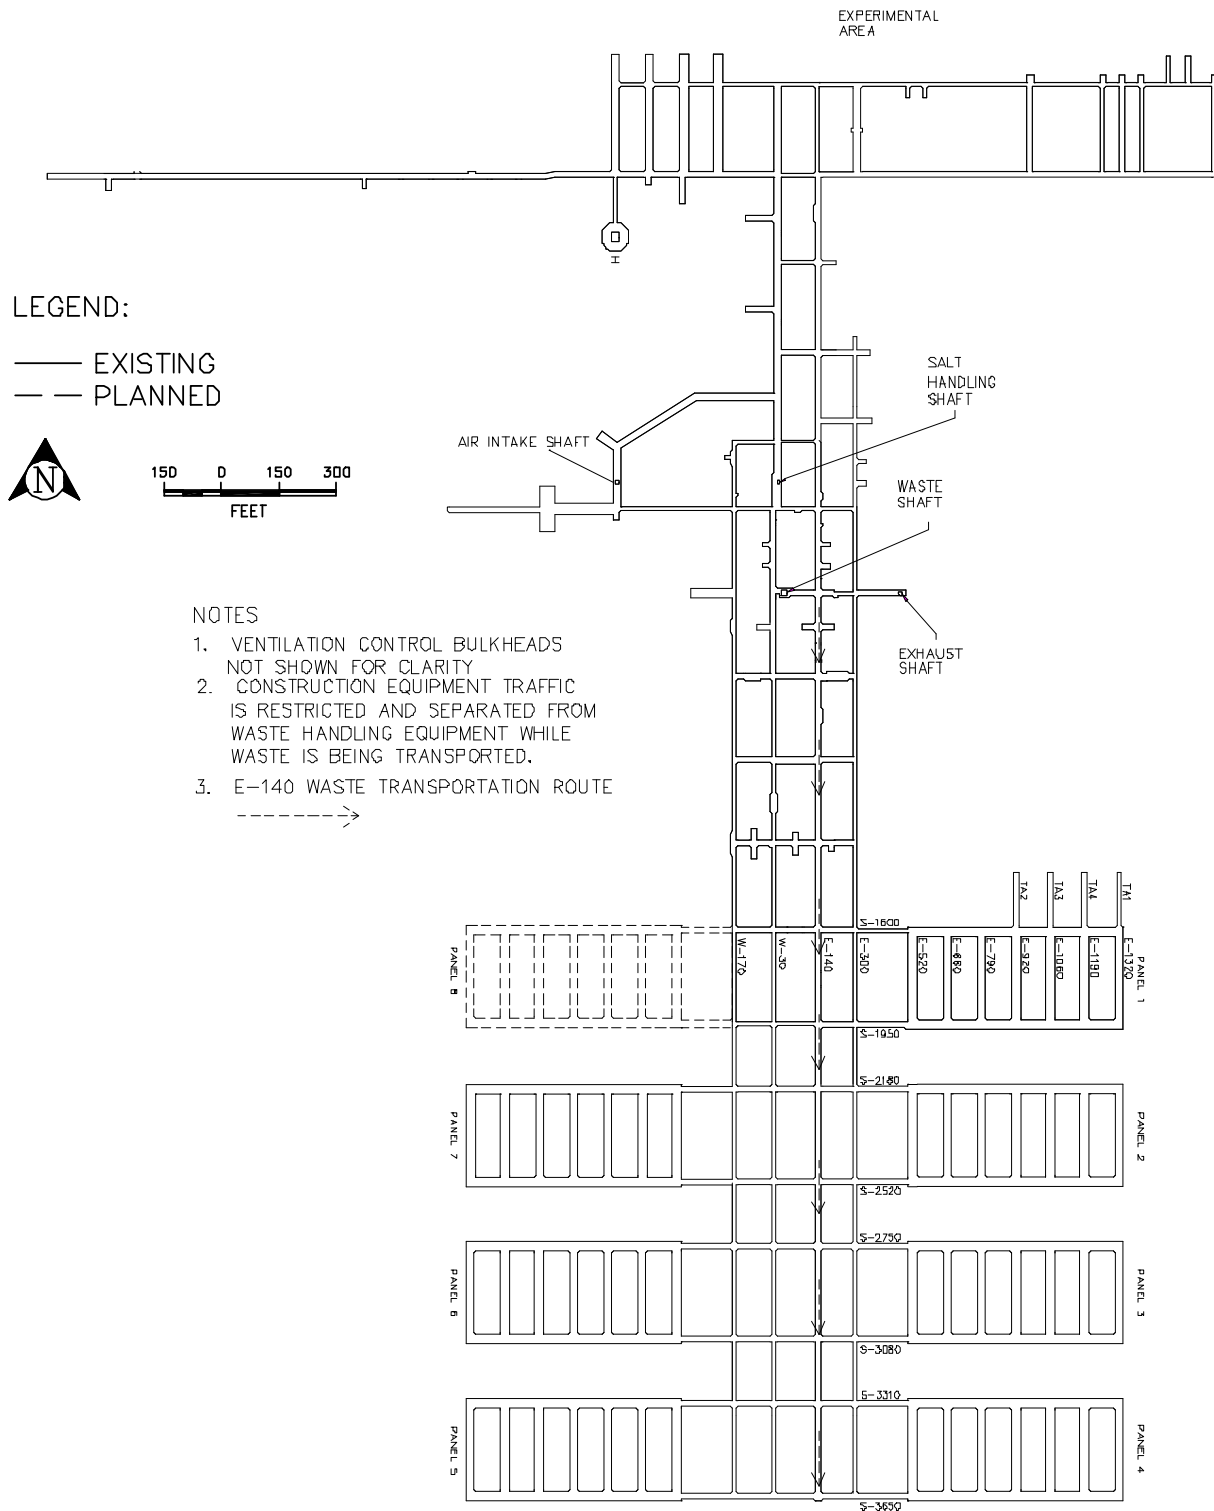 EXPERIMENTAL
AREA
H
LEGEND:
EXISTING
PLANNED
N
150 0 150 300
FEET
AIR INTAKE SHAFT
SALT
HANDLING
SHAFT
WASTE
SHAFT
EXHAUST
SHAFT
NOTES
1. VENTILATION CONTROL BULKHEADS
NOT SHOWN FOR CLARITY
2. CONSTRUCTION EQUIPMENT TRAFFIC
IS RESTRICTED AND SEPARATED FROM
WASTE HANDLING EQUIPMENT WHILE
WASTE IS BEING TRANSPORTED.
3. E-140 WASTE TRANSPORTATION ROUTE
TA2
TA3
TA4
TA1
S-1600
W-170
W-30
E-140
E-300
E-520
E-660
E-790
E-920
E-1060
E-1190
E-1320
PANEL 1
PANEL 8
S-1950
S-2180
PANEL 7
PANEL 2
S-2520
S-2750
PANEL 6
PANEL 3
S-3080
S-3310
PANEL 5
PANEL 4
S-3650